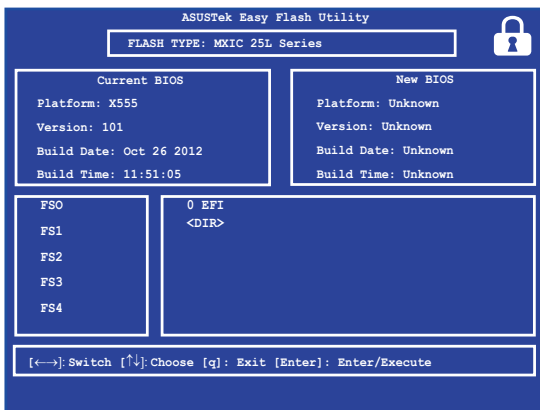 ASUSTek Easy Flash Utility
FLASH TYPE: MXIC 25L Series
Current BIOS
Platform: X555
Version: 101
Build Date: Oct 26 2012
Build Time: 11:51:05
New BIOS
Platform: Unknown
Version: Unknown
Build Date: Unknown
Build Time: Unknown
FSO
FS1
FS2
FS3
FS4
0 EFI
<DIR>
[←→]: Switch [↑↓]: Choose [q]: Exit [Enter]: Enter/Execute